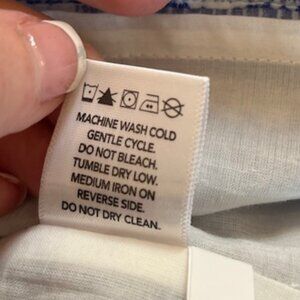 MACHINE WASH COLD
GENTLE CYCLE.
DO NOT BLEACH.
TUMBLE DRY LOW.
MEDIUM IRON ON
REVERSE SIDE.
DO NOT DRY CLEAN.